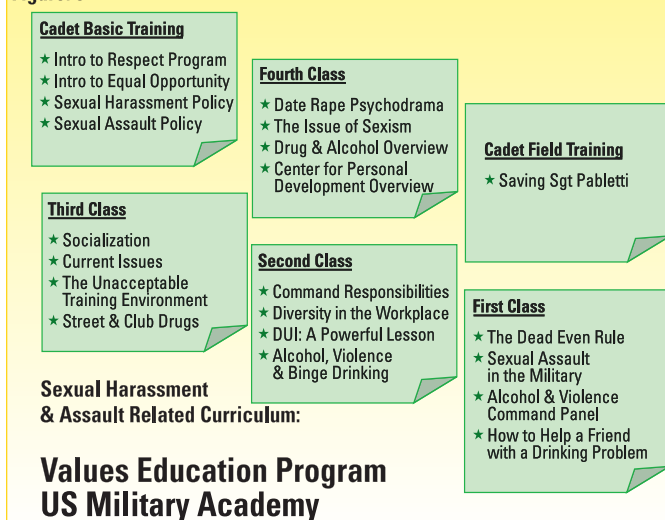 Cadet Basic Training
★ Intro to Respect Program
★ Intro to Equal Opportunity
★ Sexual Harassment Policy
★ Sexual Assault Policy
Fourth Class
★ Date Rape Psychodrama
★ The Issue of Sexism
★ Drug & Alcohol Overview
★ Center for Personal
Development Overview
Cadet Field Training
★ Saving Sgt Pabletti
Third Class
★ Socialization
★ Current Issues
★ The Unacceptable
Training Environment
★ Street & Club Drugs
Second Class
★ Command Responsibilities
★ Diversity in the Workplace
★ DUI: A Powerful Lesson
★ Alcohol, Violence
& Binge Drinking
First Class
★ The Dead Even Rule
★ Sexual Assault
in the Military
★ Alcohol & Violence
Command Panel
★ How to Help a Friend
with a Drinking Problem
Sexual Harassment
& Assault Related Curriculum:
Values Education Program
US Military Academy